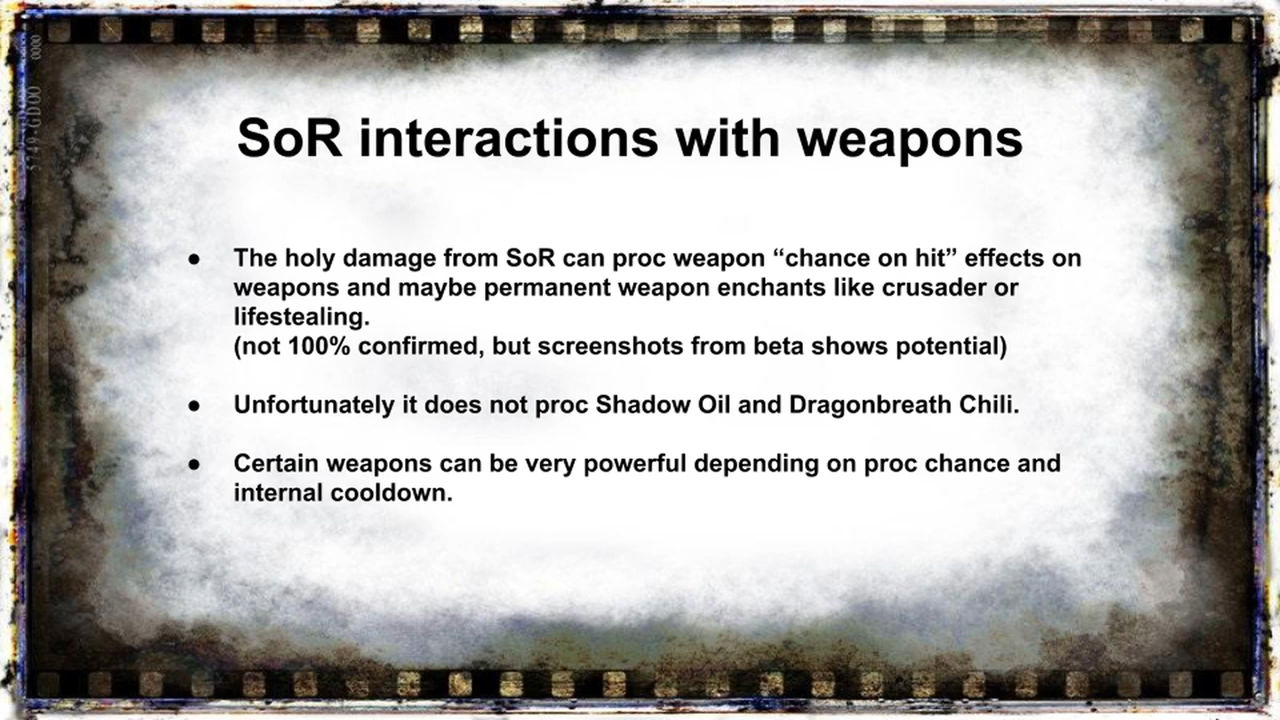 SoR interactions with weapons
● The holy damage from SoR can proc weapon “chance on hit” effects on
weapons and maybe permanent weapon enchants like crusader or
lifestealing.
(not 100% confirmed, but screenshots from beta shows potential)
● Unfortunately it does not proc Shadow Oil and Dragonbreath Chili.
● Certain weapons can be very powerful depending on proc chance and
internal cooldown.